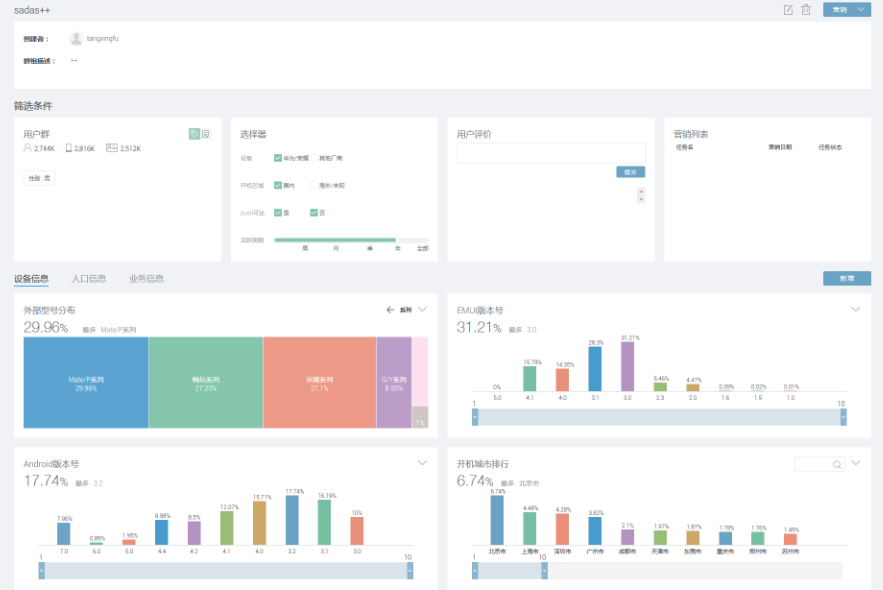 sadas++
营销
创建者：
tangxingfu
群组描述： --
筛选条件
用户群
2,744K 2,816K 2,512K
性别 男
选择器
设备 华为/荣耀 其他厂商
开机区域 国内 海外/未知
push可达 是 否
活跃周期
周 月 季 年 全部
用户评价
提交
营销列表
任务名 营销日期 任务状态
设备信息 人口信息 业务信息
新增
外部型号分布
系列
29.96% 最多 Mate/P系列
Mate/P系列
29.96%
畅玩系列
27.23%
荣耀系列
27.1%
G/Y系列
8.55%
1%
EMUI版本号
31.21% 最多 3.0
0% 15.79% 14.35% 28.3% 31.21% 5.46% 4.47% 0.39% 0.02% 0.01%
5.0 4.1 4.0 3.1 3.0 2.3 2.0 1.6 1.5 1.0
1 10
Android版本号
17.74% 最多 3.2
7.96% 0.89% 1.95% 8.98% 8.5% 12.07% 15.71% 17.74% 16.19% 10%
7.0 6.0 5.0 4.4 4.2 4.1 4.0 3.2 3.1 3.0
1 10
开机城市排行
6.74% 最多 北京市
6.74% 4.48% 4.28% 3.82% 2.1% 1.97% 1.87% 1.78% 1.76% 1.49%
北京市 上海市 深圳市 广州市 成都市 天津市 东莞市 重庆市 郑州市 苏州市
1 10